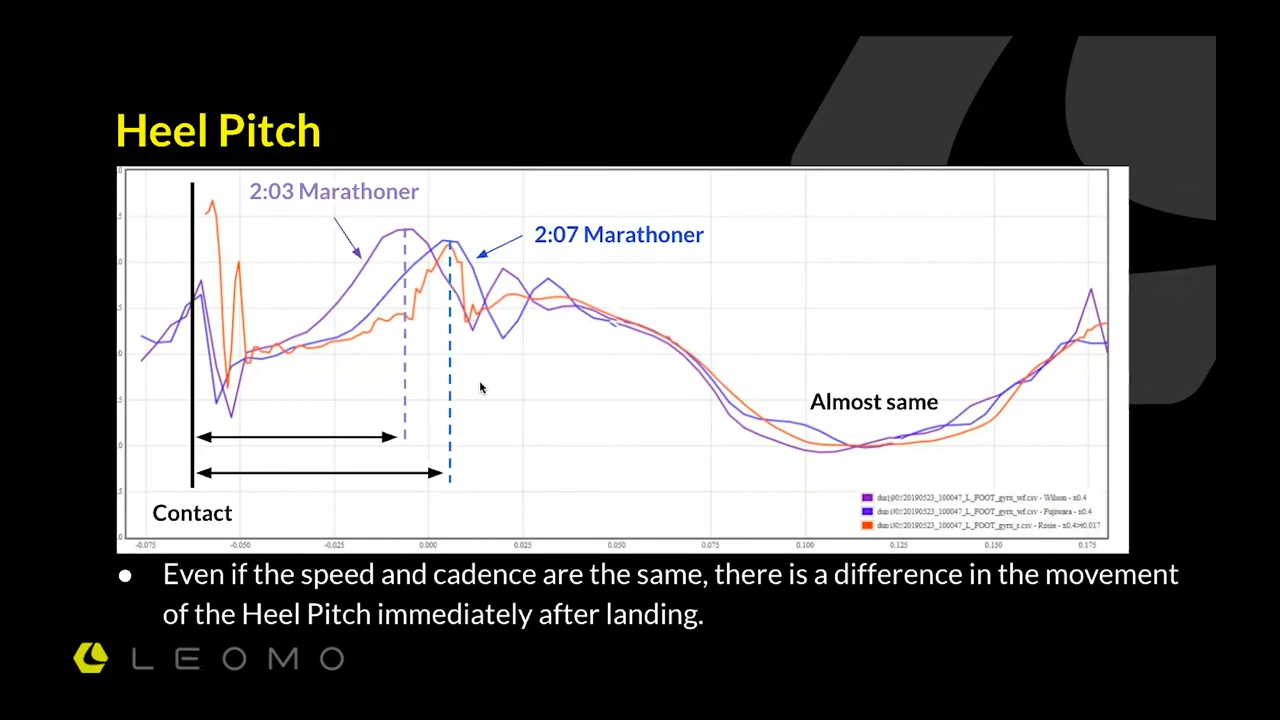 Heel Pitch
2:03 Marathoner
2:07 Marathoner
Almost same
Contact
-0.075 -0.050 -0.025 0.000 0.025 0.050 0.075 0.100 0.125 0.150 0.175
● Even if the speed and cadence are the same, there is a difference in the movement
of the Heel Pitch immediately after landing.
LEOMO